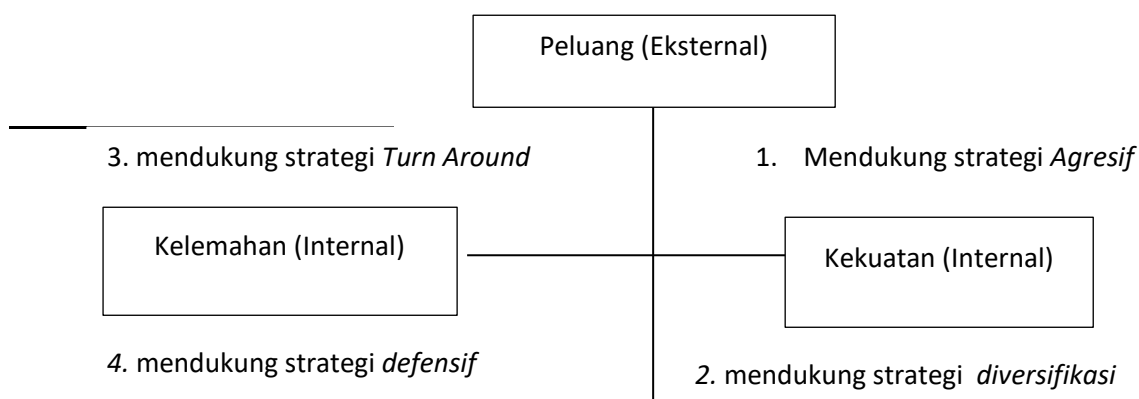 Peluang (Eksternal)
3. mendukung strategi Turn Around
1. Mendukung strategi Agresif
Kelemahan (Internal)
Kekuatan (Internal)
4. mendukung strategi defensif
2. mendukung strategi diversifikasi